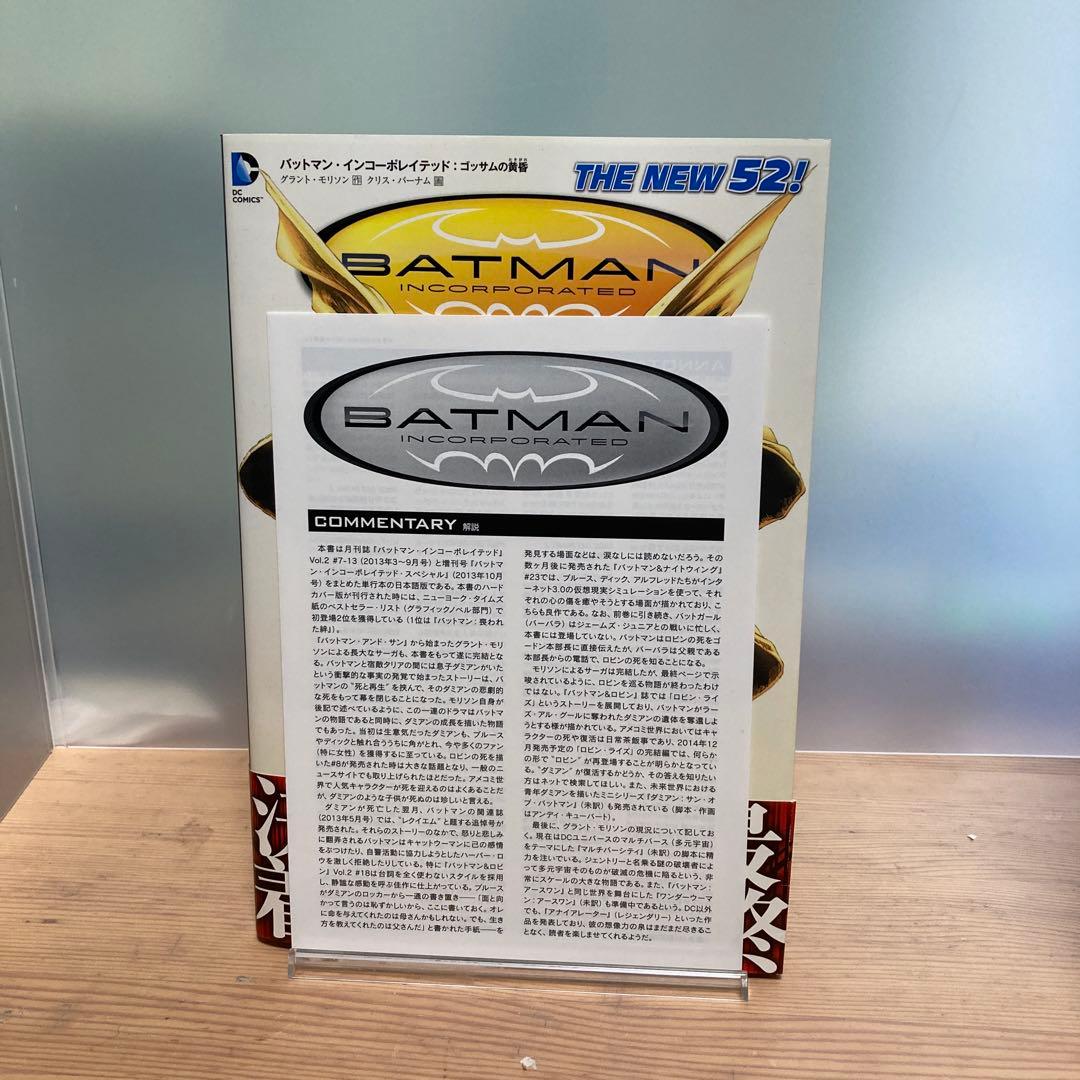 DC
COMICS™
バットマン・インコーポレイテッド：ゴッサムの黄昏
グラント・モリソン 作 クリス・バーナム 画
THE NEW 52!
BATMAN
INCORPORATED
BATMAN
INCORPORATED
COMMENTARY 解説
本書は月刊誌『バットマン・インコーポレイテッド』
Vol.2 #7-13（2013年3〜9月号）と増刊号『バットマ
ン・インコーポレイテッド・スペシャル』（2013年10月
号）をまとめた単行本の日本語版である。本書のハード
カバー版が刊行された時には、ニューヨーク・タイムズ
紙のベストセラー・リスト（グラフィックノベル部門）で
初登場2位を獲得している（1位は『バットマン：喪われ
た絆』）。
『バットマン・アンド・サン』から始まったグラント・モリ
ソンによる長大なサーガも、本書をもって遂に完結とな
る。バットマンと宿敵タリアの間には息子ダミアンがいた
という衝撃的な事実の発覚で始まったストーリーは、バッ
トマンの“死と再生”を挟んで、そのダミアンの悲劇的
な死をもって幕を閉じることになった。モリソン自身が
後記で述べているように、この一連のドラマはバットマ
ンの物語であると同時に、ダミアンの成長を描いた物語
でもあった。当初は生意気だったダミアンも、ブルース
やディックと触れ合ううちに角がとれ、今や多くのファン
（特に女性）を獲得するに至っている。ロビンの死を描
いた#8が発売された時は大きな話題となり、一般のニ
ュースサイトでも取り上げられたほどだった。アメコミ世
界で人気キャラクターが死を迎えるのはよくあることだ
が、ダミアンのような子供が死ぬのは珍しいと言える。
ダミアンが死亡した翌月、バットマンの関連誌
（2013年5月号）では、“レクイエム”と題する追悼号が
発売された。それらのストーリーのなかで、怒りと悲しみ
に翻弄されるバットマンはキャットウーマンに己の感情
をぶつけたり、自警活動に協力しようとしたハーパー・ロ
ウを激しく拒絶したりしている。特に『バットマン&ロビ
ン』Vol.2 #18は台詞を全く使わないスタイルを採用
し、静謐な感動を呼ぶ佳作に仕上がっている。ブルース
がダミアンのロッカーから一通の書き置き――「面と向
かって言うのは恥ずかしいから、ここに書いておく。オレ
に命を与えてくれたのは母さんかもしれない。でも、生き
方を教えてくれたのは父さんだ」と書かれた手紙――を
発見する場面などは、涙なしには読めないだろう。その
数ヶ月後に発売された『バットマン&ナイトウィング』
#23では、ブルース、ディック、アルフレッドたちがインタ
ーネット3.0の仮想現実シミュレーションを使って、それ
ぞれの心の傷を癒やそうとする場面が描かれており、こ
ちらも良作である。なお、前巻に引き続き、バットガール
（バーバラ）はジェームズ・ジュニアとの戦いに忙しく、
本書には登場していない。バットマンはロビンの死をゴ
ードン本部長に直接伝えたが、バーバラは父親である
本部長からの電話で、ロビンの死を知ることになる。
モリソンによるサーガは完結したが、最終ページで示
唆されているように、ロビンを巡る物語が終わったわけ
ではない。『バットマン&ロビン』誌では「ロビン・ライ
ズ」というストーリーを展開しており、バットマンがラー
ズ・アル・グールに奪われたダミアンの遺体を奪還しよ
うとする様が描かれている。アメコミ世界においてはキャ
ラクターの死や復活は日常茶飯事であり、2014年12
月発売予定の「ロビン・ライズ」の完結編では、何らか
の形で“ロビン”が再登場することが明らかとなってい
る。“ダミアン”が復活するかどうか、その答えを知りたい
方はネットで検索してほしい。また、未来世界における
青年ダミアンを描いたミニシリーズ『ダミアン：サン・オ
ブ・バットマン』（未訳）も発売されている（脚本・作画
はアンディ・キューバート）。
最後に、グラント・モリソンの現況について記してお
く。現在はDCユニバースのマルチバース（多元宇宙）
をテーマにした『マルチバーシティ』（未訳）の脚本に精
力を注いでいる。ジェントリーと名乗る謎の破壊者によ
って多元宇宙そのものが破滅の危機に陥るという、非
常にスケールの大きな物語である。また、『バットマン：
アースワン』と同じ世界を舞台にした『ワンダーウーマ
ン：アースワン』（未訳）も準備中であるという。DC以外
でも、『アナイアレーター』（レジェンダリー）といった作
品を発表しており、彼の想像力の泉はまだまだ尽きるこ
となく、読者を楽しませてくれるようだ。